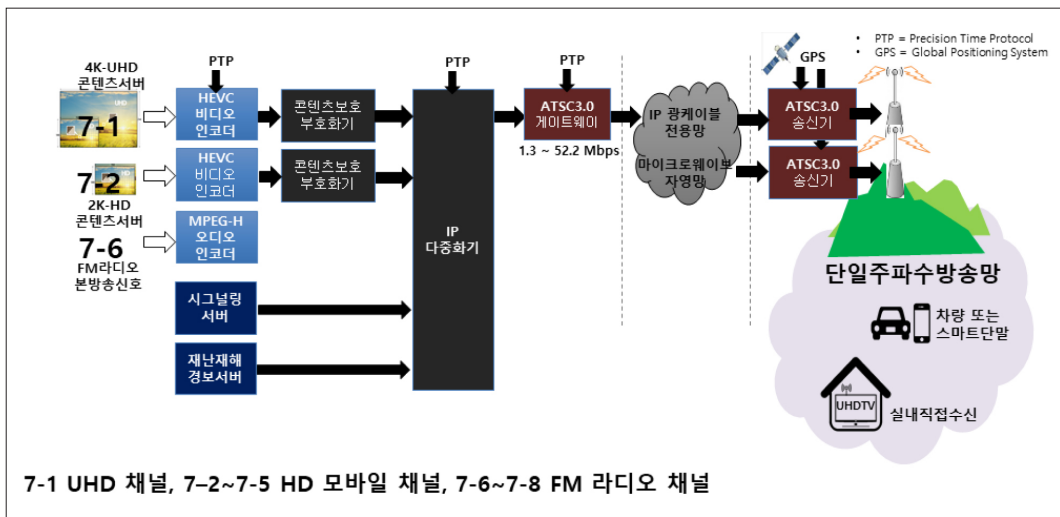 • PTP = Precision Time Protocol
• GPS = Global Positioning System
4K-UHD
콘텐츠서버
UHD
7-1
PTP
HEVC
비디오
인코더
콘텐츠보호
부호화기
PTP
PTP
ATSC3.0
게이트웨이
1.3 ~ 52.2 Mbps
IP 광케이블
전용망
마이크로웨이브
자영망
GPS
ATSC3.0
송신기
ATSC3.0
송신기
7-2
2K-HD
콘텐츠서버
HEVC
비디오
인코더
콘텐츠보호
부호화기
7-6
FM라디오
본방송신호
MPEG-H
오디오
인코더
IP
다중화기
시그널링
서버
재난재해
경보서버
단일주파수방송망
차량 또는
스마트단말
UHDTV
실내직접수신
7-1 UHD 채널, 7–2~7-5 HD 모바일 채널, 7-6~7-8 FM 라디오 채널